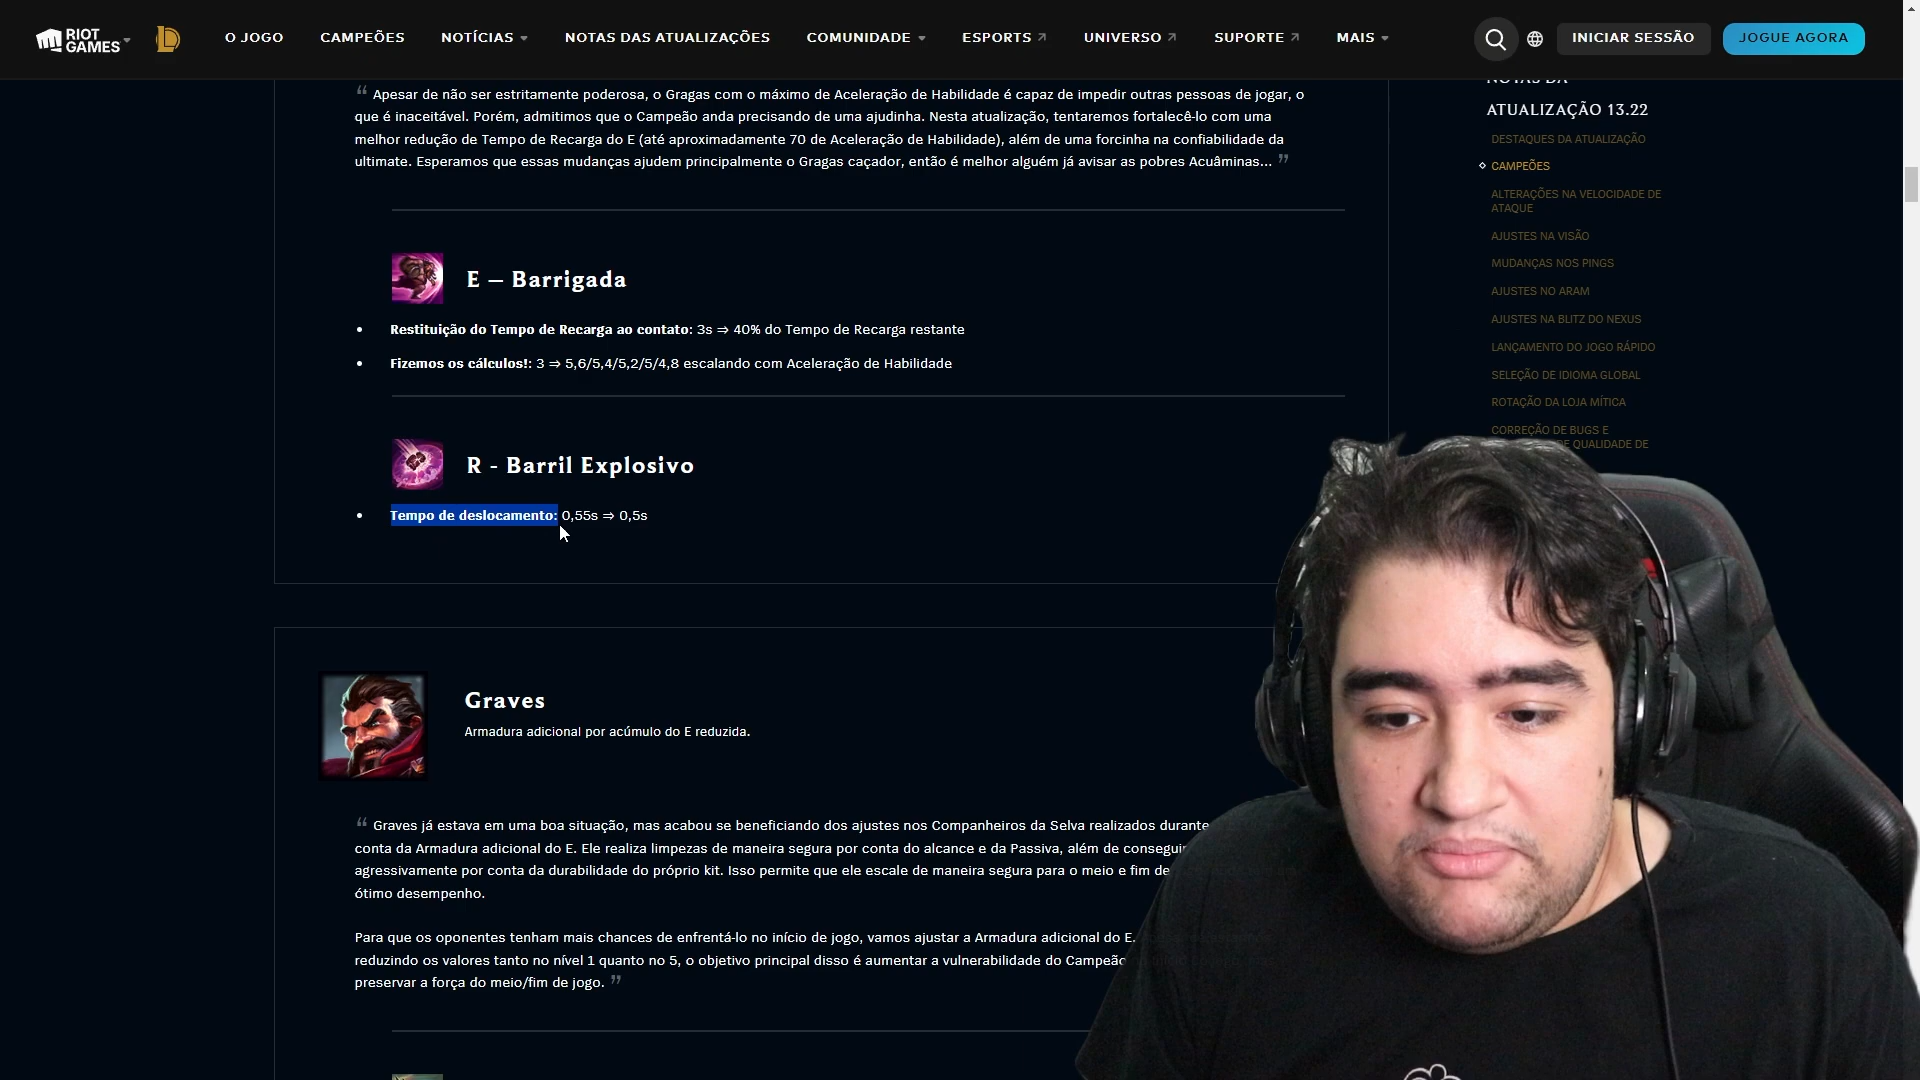 RIOT GAMES
O JOGO
CAMPEÕES
NOTÍCIAS
NOTAS DAS ATUALIZAÇÕES
COMUNIDADE
ESPORTS
UNIVERSO
SUPORTE
MAIS
INICIAR SESSÃO
JOGUE AGORA
“ Apesar de não ser estritamente poderosa, o Gragas com o máximo de Aceleração de Habilidade é capaz de impedir outras pessoas de jogar, o
que é inaceitável. Porém, admitimos que o Campeão anda precisando de uma ajudinha. Nesta atualização, tentaremos fortalecê-lo com uma
melhor redução de Tempo de Recarga do E (até aproximadamente 70 de Aceleração de Habilidade), além de uma forcinha na confiabilidade da
ultimate. Esperamos que essas mudanças ajudem principalmente o Gragas caçador, então é melhor alguém já avisar as pobres Acuâminas... ”
E — Barrigada
• Restituição do Tempo de Recarga ao contato: 3s ⇒ 40% do Tempo de Recarga restante
• Fizemos os cálculos!: 3 ⇒ 5,6/5,4/5,2/5/4,8 escalando com Aceleração de Habilidade
R - Barril Explosivo
• Tempo de deslocamento: 0,55s ⇒ 0,5s
Graves
Armadura adicional por acúmulo do E reduzida.
“ Graves já estava em uma boa situação, mas acabou se beneficiando dos ajustes nos Companheiros da Selva realizados durante
conta da Armadura adicional do E. Ele realiza limpezas de maneira segura por conta do alcance e da Passiva, além de conseguir
agressivamente por conta da durabilidade do próprio kit. Isso permite que ele escale de maneira segura para o meio e fim de
ótimo desempenho.
Para que os oponentes tenham mais chances de enfrentá-lo no início de jogo, vamos ajustar a Armadura adicional do E.
reduzindo os valores tanto no nível 1 quanto no 5, o objetivo principal disso é aumentar a vulnerabilidade do Campeão
preservar a força do meio/fim de jogo. ”
NOTAS DA
ATUALIZAÇÃO 13.22
DESTAQUES DA ATUALIZAÇÃO
CAMPEÕES
ALTERAÇÕES NA VELOCIDADE DE
ATAQUE
AJUSTES NA VISÃO
MUDANÇAS NOS PINGS
AJUSTES NO ARAM
AJUSTES NA BLITZ DO NEXUS
LANÇAMENTO DO JOGO RÁPIDO
SELEÇÃO DE IDIOMA GLOBAL
ROTAÇÃO DA LOJA MÍTICA
CORREÇÃO DE BUGS E
DE QUALIDADE DE